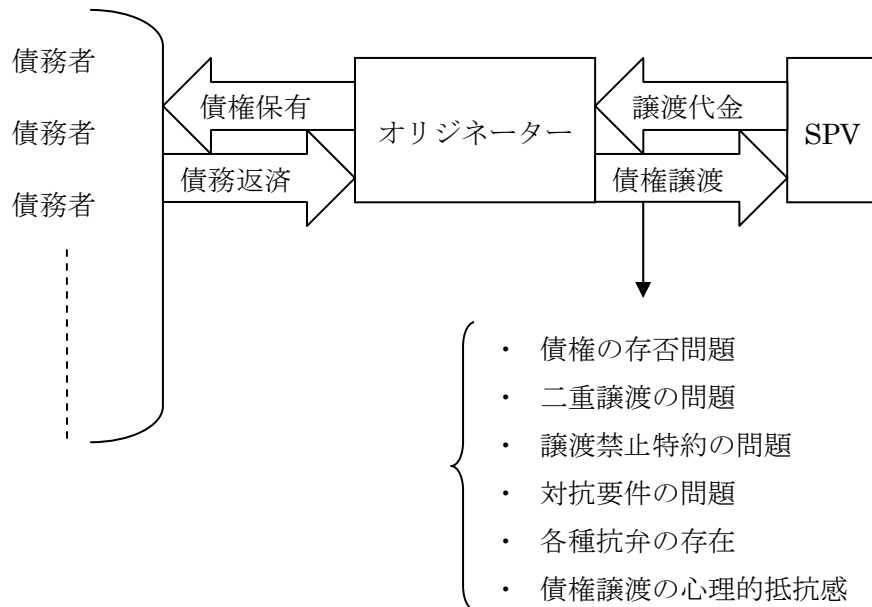 債務者
債務者
債務者
債権保有
債務返済
オリジネーター
譲渡代金
債権譲渡
SPV
・ 債権の存否問題
・ 二重譲渡の問題
・ 譲渡禁止特約の問題
・ 対抗要件の問題
・ 各種抗弁の存在
・ 債権譲渡の心理的抵抗感